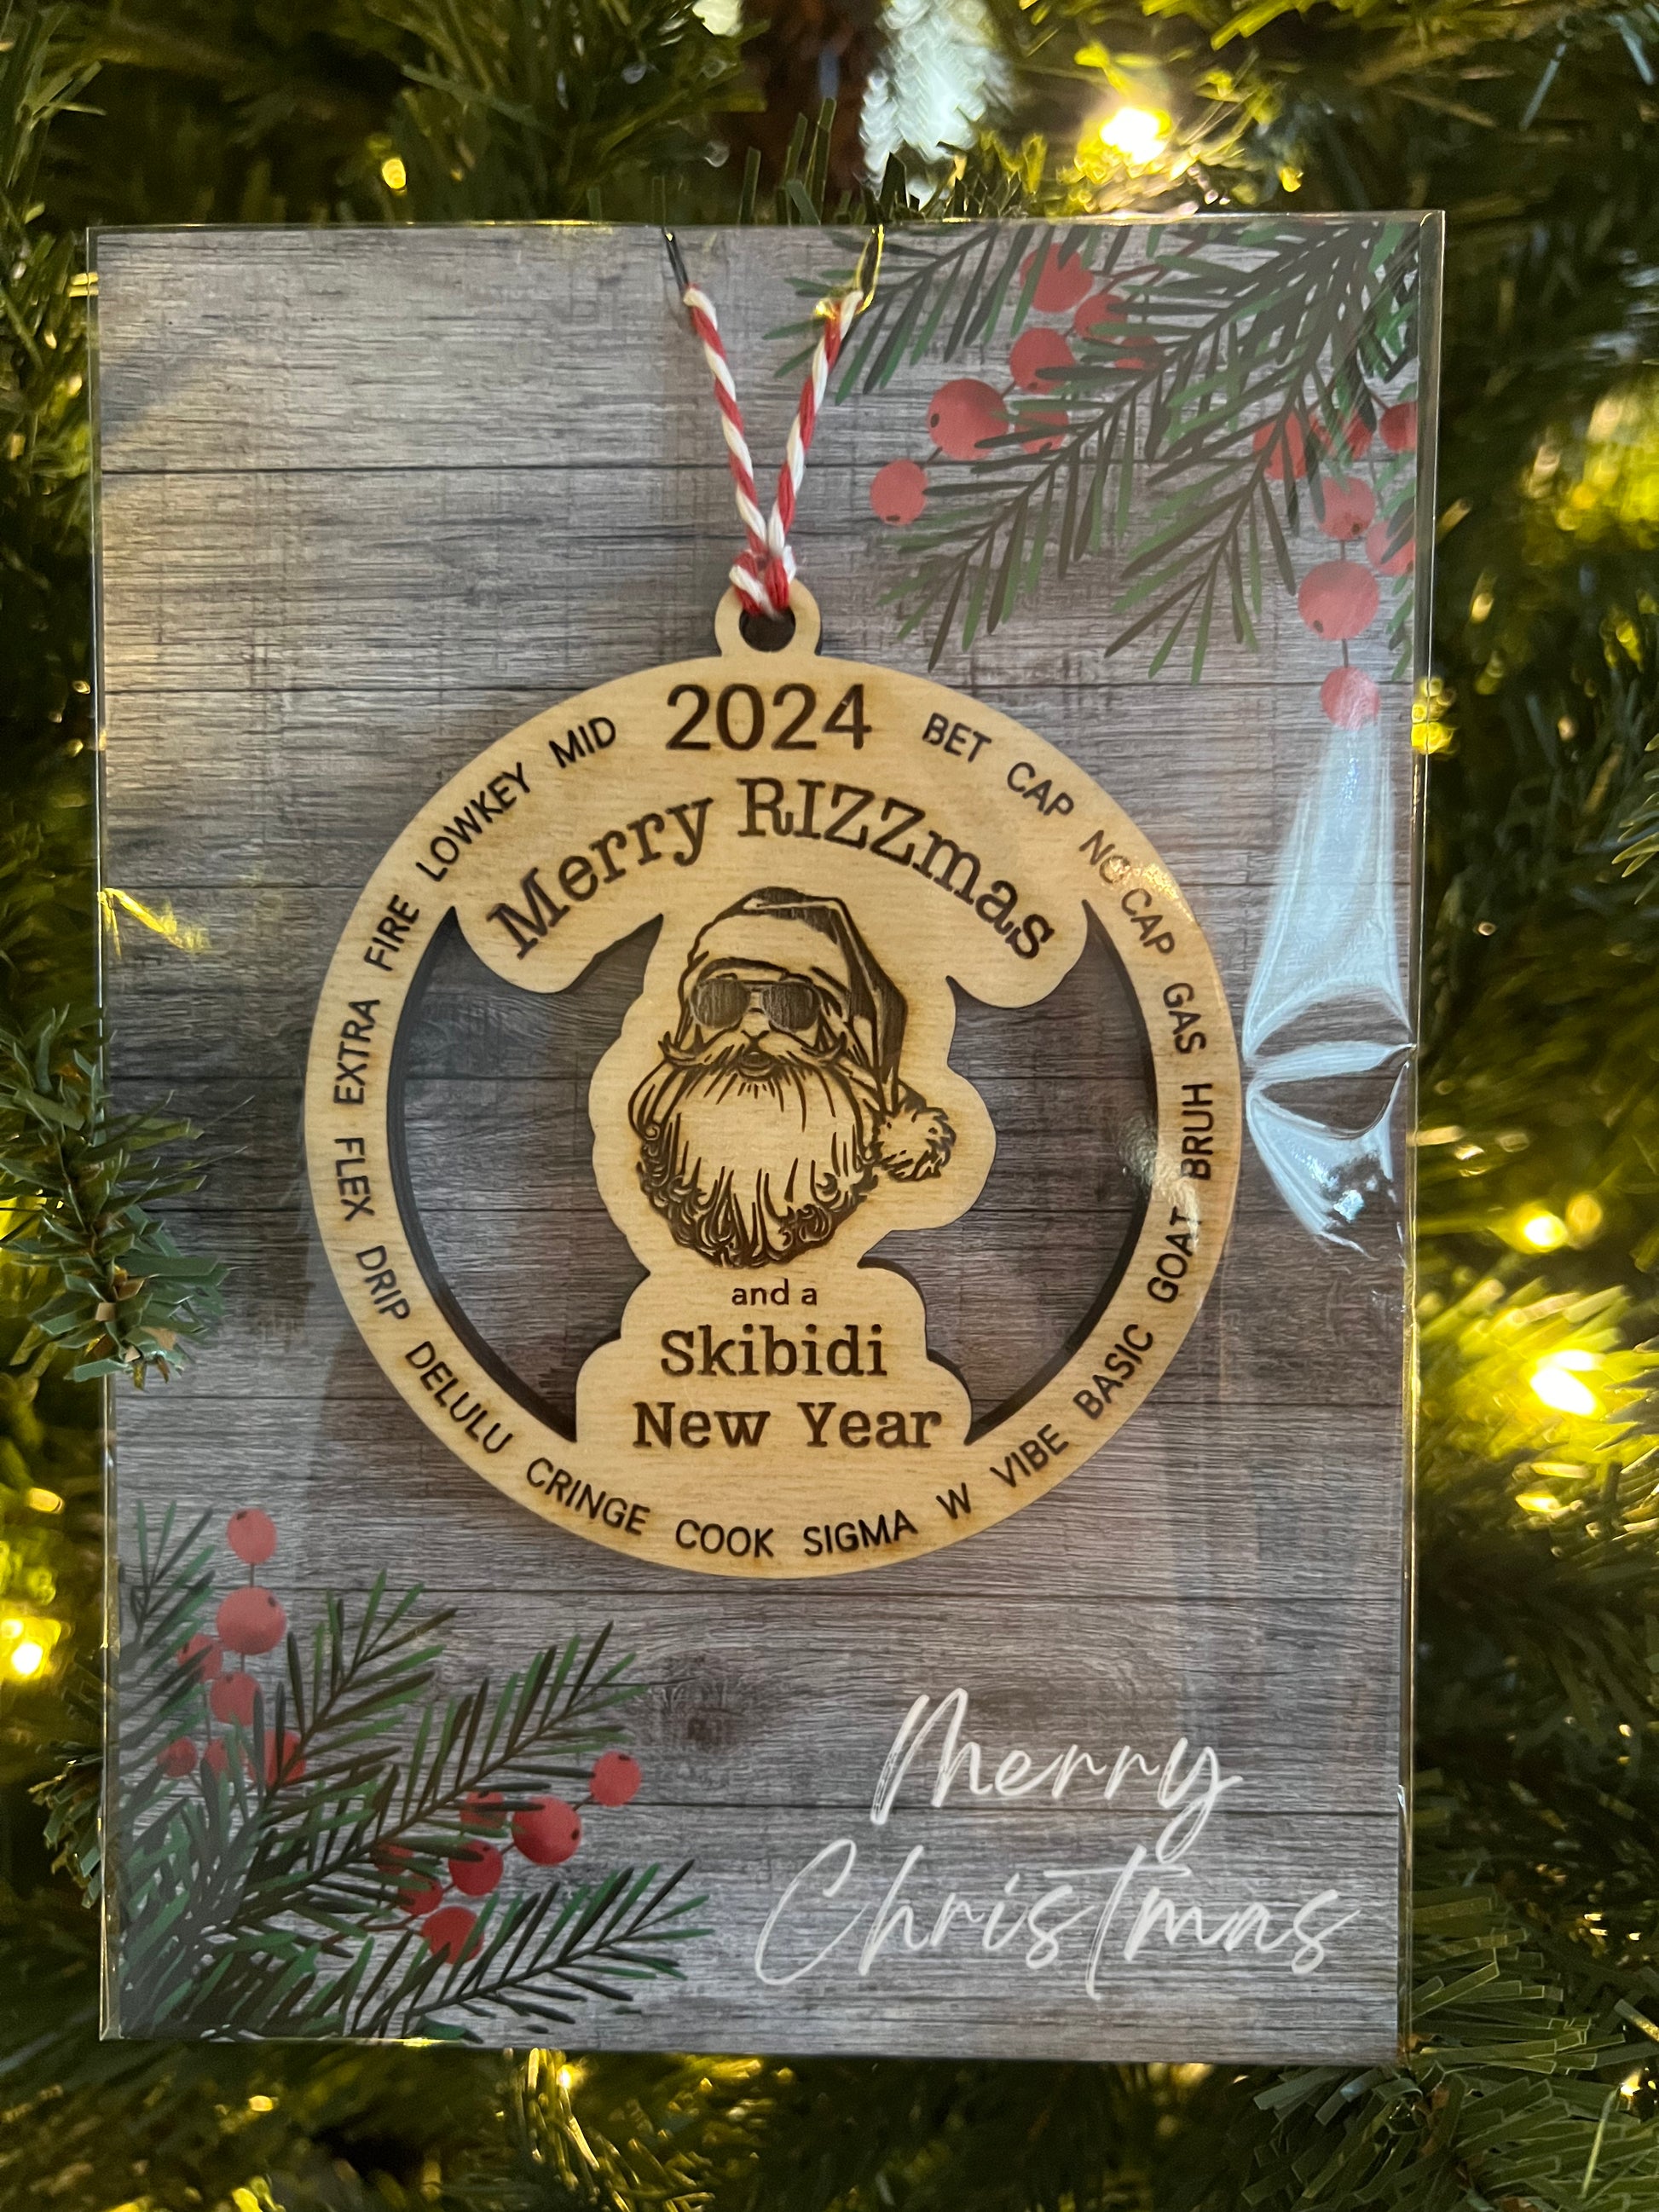 2024
BET CAP NO CAP GAS BRUH GOAT BASIC VIBE W SIGMA COOK CRINGE DELULU DRIP FLEX EXTRA FIRE LOWKEY MID
Merry RIZZmas
and a
Skibidi
New Year
Merry
Christmas